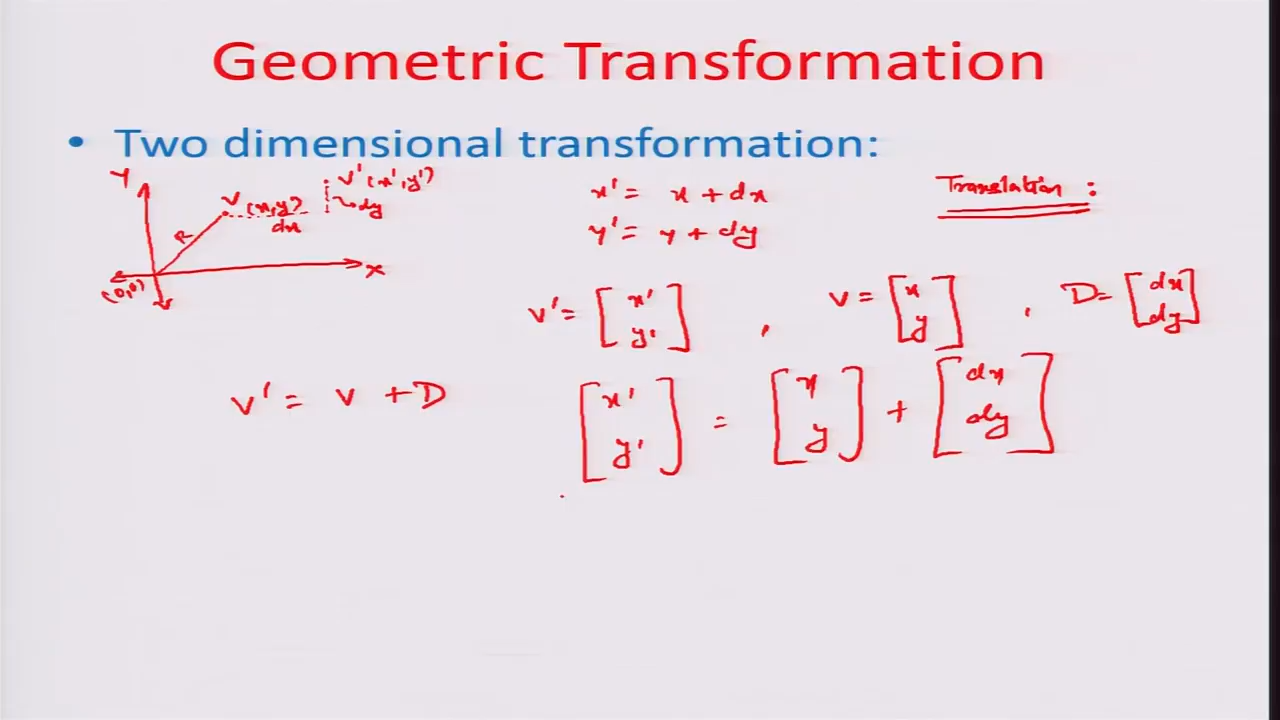 Geometric Transformation
• Two dimensional transformation:
Y
V (x,y)
V' (x',y')
dx
dy
R
X
(0,0)
x' = x + dx
y' = y + dy
Translation :
V' = [x' y'] , V = [x y] , D = [dx dy]
V' = V + D
[x' y'] = [x y] + [dx dy]